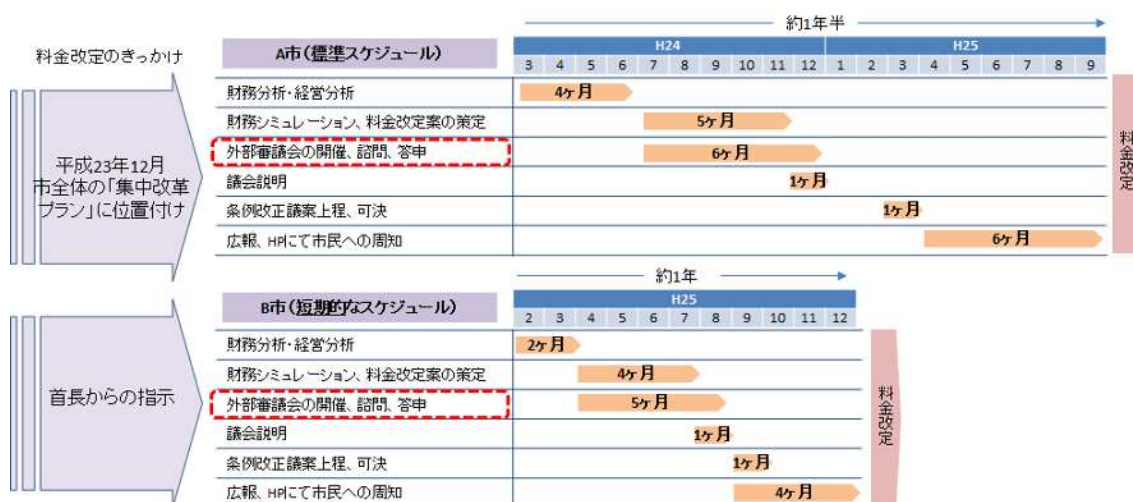 約1年半
料金改定のきっかけ
A市(標準スケジュール)
H24 H25
3 4 5 6 7 8 9 10 11 12 1 2 3 4 5 6 7 8 9
財務分析・経営分析
4ヶ月
財務シミュレーション、料金改定案の策定
5ヶ月
外部審議会の開催、諮問、答申
6ヶ月
議会説明
1ヶ月
条例改正議案上程、可決
1ヶ月
広報、HPにて市民への周知
6ヶ月
平成23年12月
市全体の「集中改革
プラン」に位置付け
料金改定
約1年
B市(短期的なスケジュール)
H25
2 3 4 5 6 7 8 9 10 11 12
財務分析・経営分析
2ヶ月
財務シミュレーション、料金改定案の策定
4ヶ月
外部審議会の開催、諮問、答申
5ヶ月
議会説明
1ヶ月
条例改正議案上程、可決
1ヶ月
広報、HPにて市民への周知
4ヶ月
首長からの指示
料金改定